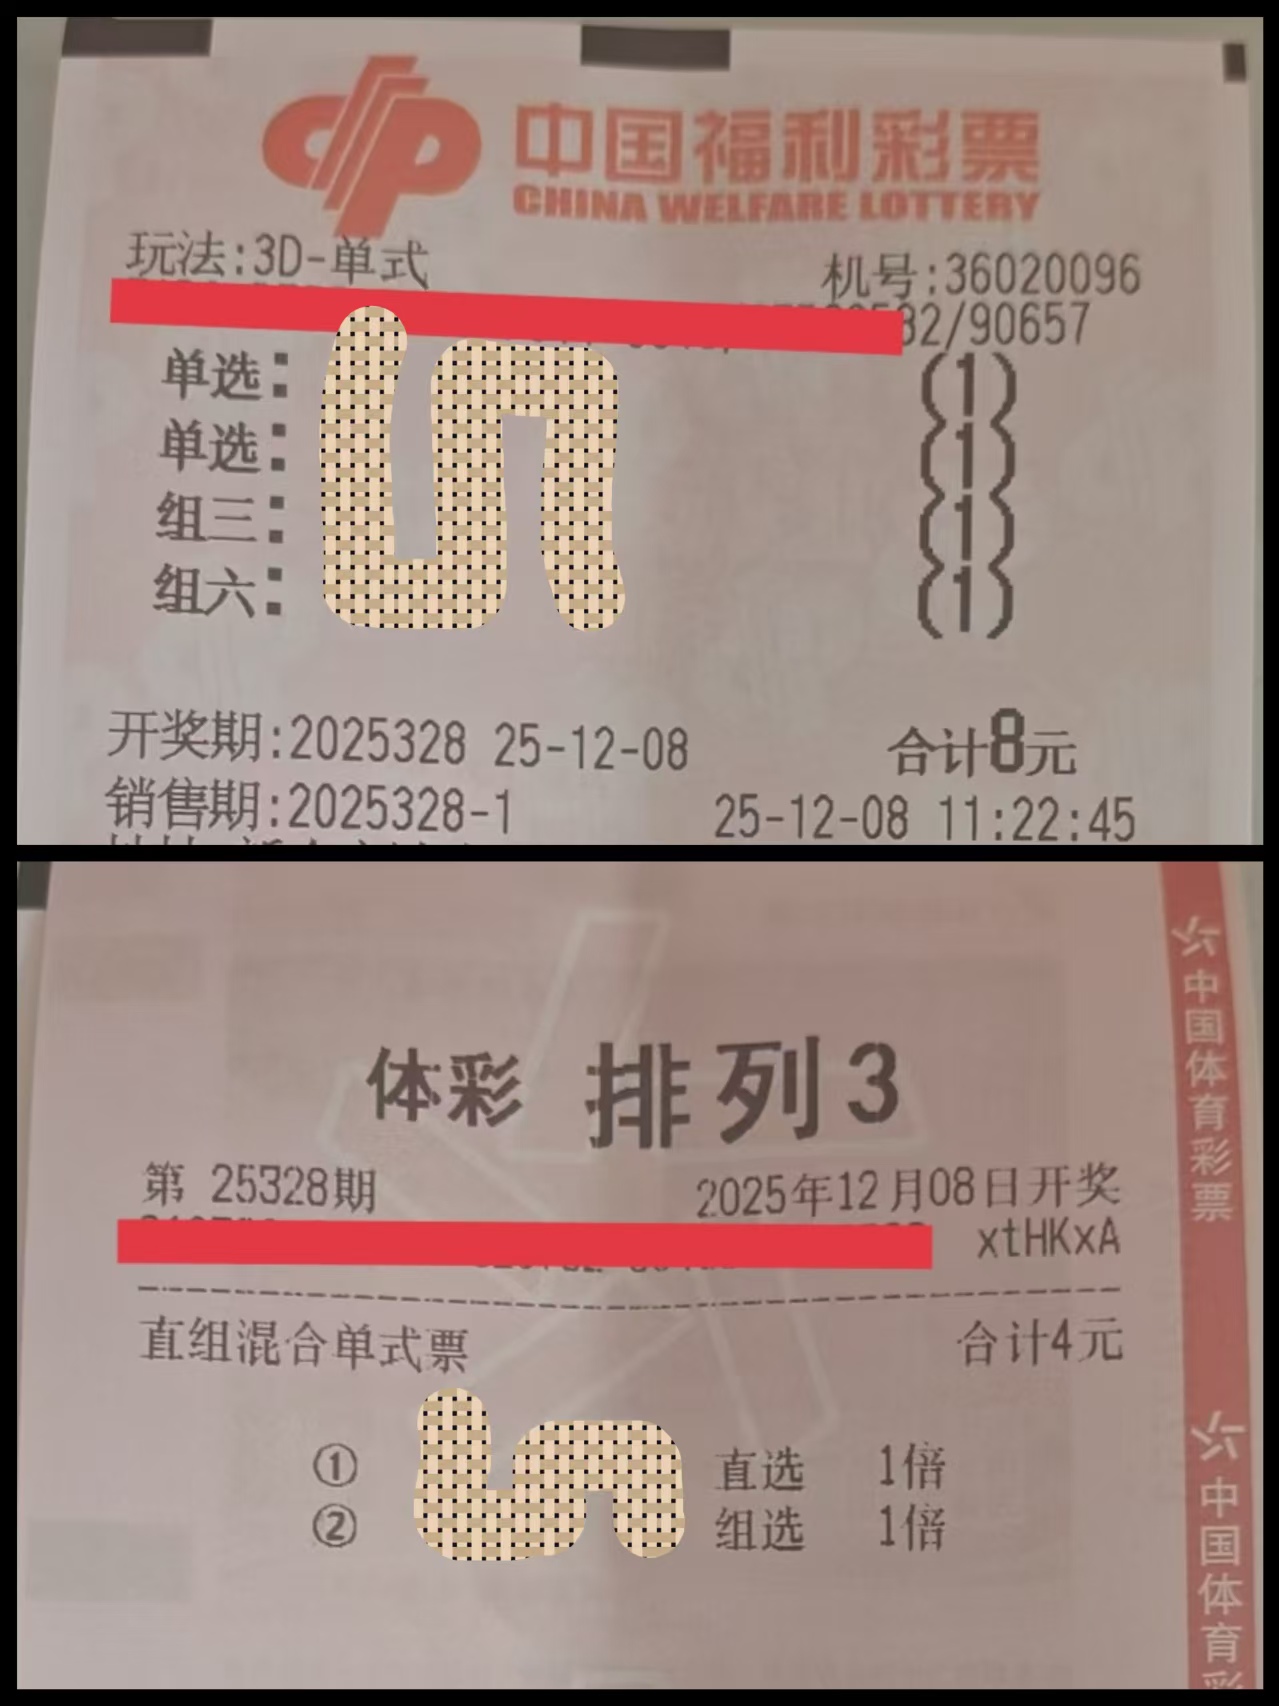 中国福利彩票
CHINA WELFARE LOTTERY
玩法:3D-单式
机号:36020096
32/90657
单选: (1)
单选: (1)
组三: (1)
组六: (1)
开奖期:2025328 25-12-08 合计8元
销售期:2025328-1 25-12-08 11:22:45
体彩 排列3
第 25328期 2025年12月08日开奖
xtHKxA
直组混合单式票 合计4元
① 直选 1倍
② 组选 1倍
中国体育彩票
中国体育彩